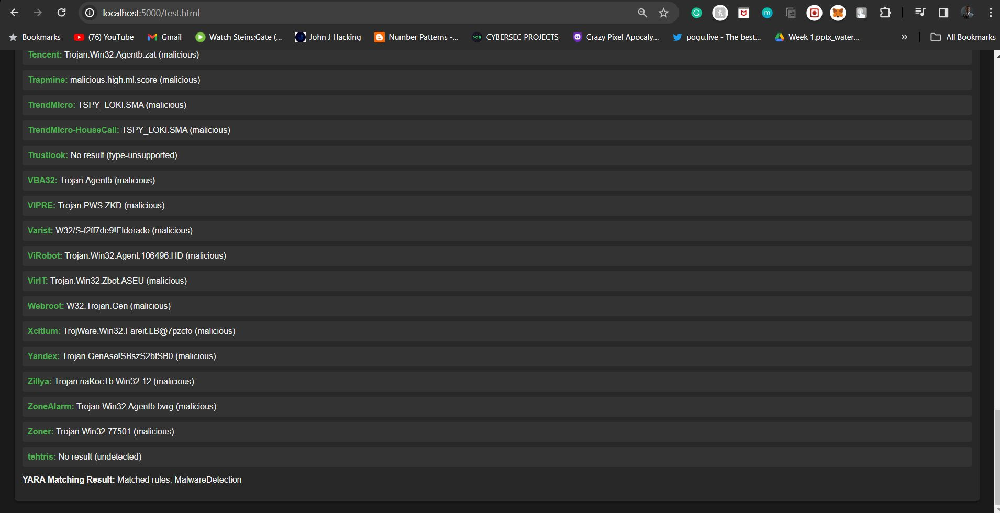 localhost:5000/test.html
Bookmarks (76) YouTube Gmail Watch Steins;Gate (... John J Hacking Number Patterns -... >ca CYBERSEC PROJECTS Crazy Pixel Apocaly... pogu.live - The best... Week 1.pptx_water... » All Bookmarks
Tencent: Trojan.Win32.Agentb.zat (malicious)
Trapmine: malicious.high.ml.score (malicious)
TrendMicro: TSPY_LOKI.SMA (malicious)
TrendMicro-HouseCall: TSPY_LOKI.SMA (malicious)
Trustlook: No result (type-unsupported)
VBA32: Trojan.Agentb (malicious)
VIPRE: Trojan.PWS.ZKD (malicious)
Varist: W32/S-f2ff7de9!Eldorado (malicious)
ViRobot: Trojan.Win32.Agent.106496.HD (malicious)
VirIT: Trojan.Win32.Zbot.ASEU (malicious)
Webroot: W32.Trojan.Gen (malicious)
Xcitium: TrojWare.Win32.Fareit.LB@7pzcfo (malicious)
Yandex: Trojan.GenAsa!SBszS2bfSB0 (malicious)
Zillya: Trojan.naKocTb.Win32.12 (malicious)
ZoneAlarm: Trojan.Win32.Agentb.bvrg (malicious)
Zoner: Trojan.Win32.77501 (malicious)
tehtris: No result (undetected)
YARA Matching Result: Matched rules: MalwareDetection